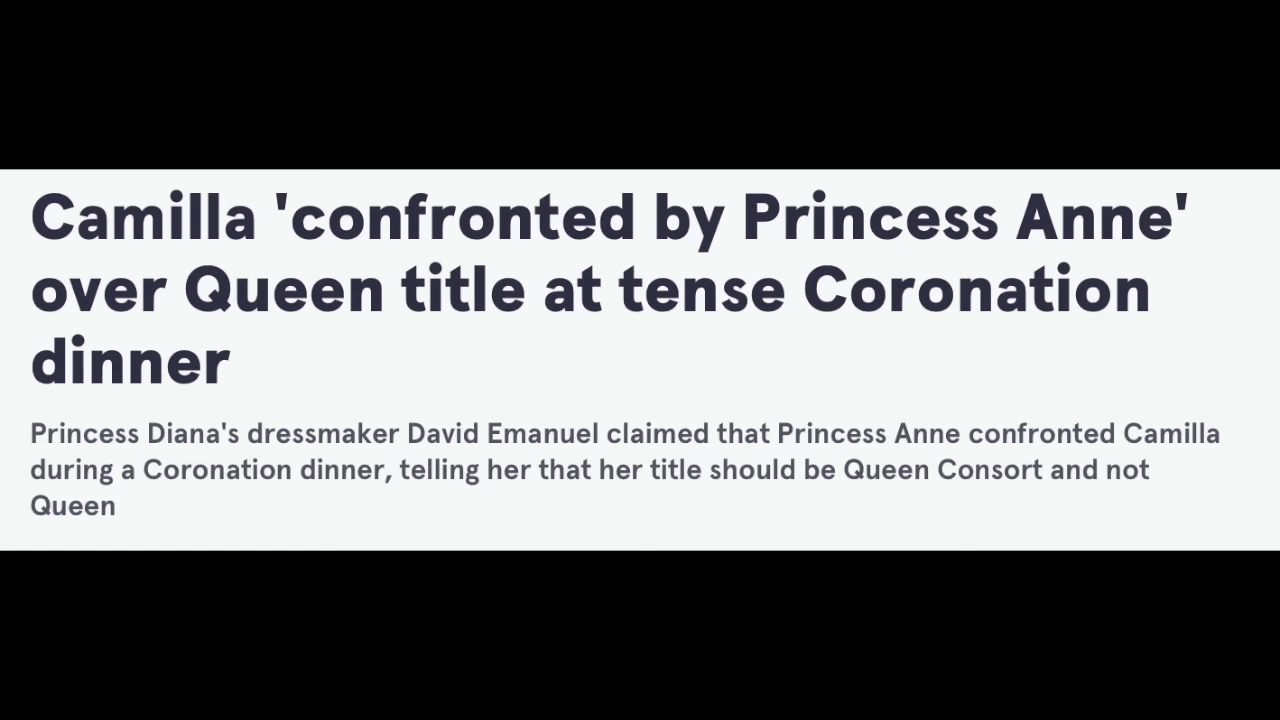 Camilla 'confronted by Princess Anne'
over Queen title at tense Coronation
dinner
Princess Diana's dressmaker David Emanuel claimed that Princess Anne confronted Camilla
during a Coronation dinner, telling her that her title should be Queen Consort and not
Queen